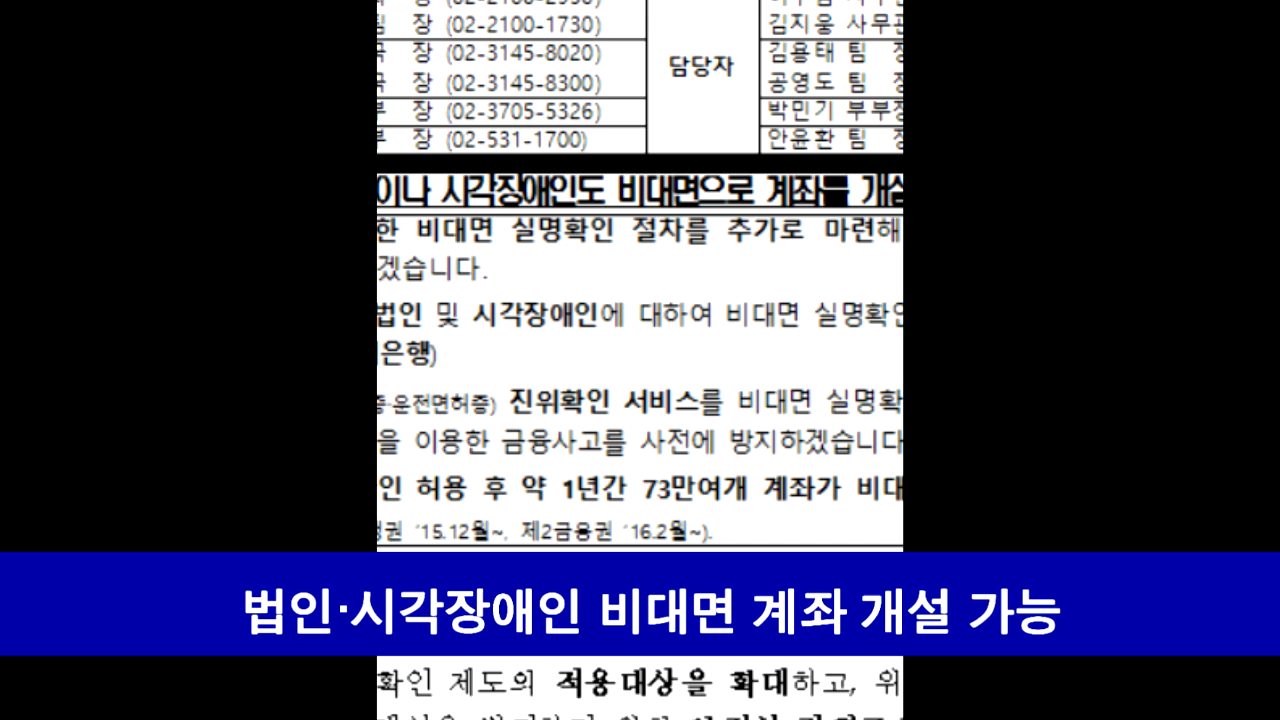 장 (02-2100-1730)
김지웅 사무관
장 (02-3145-8020)
담당자
김용태 팀
장 (02-3145-8300)
공영도 팀
장 (02-3705-5326)
박민기 부부장
장 (02-531-1700)
안윤환 팀
이나 시각장애인도 비대면으로 계좌를 개설
한 비대면 실명확인 절차를 추가로 마련해
겠습니다.
법인 및 시각장애인에 대하여 비대면 실명확인
은행)
증·운전면허증) 진위확인 서비스를 비대면 실명확
을 이용한 금융사고를 사전에 방지하겠습니다
인 허용 후 약 1년간 73만여개 계좌가 비대
권 ´15.12월~, 제2금융권 ´16.2월~).
법인·시각장애인 비대면 계좌 개설 가능
확인 제도의 적용대상을 확대하고, 위